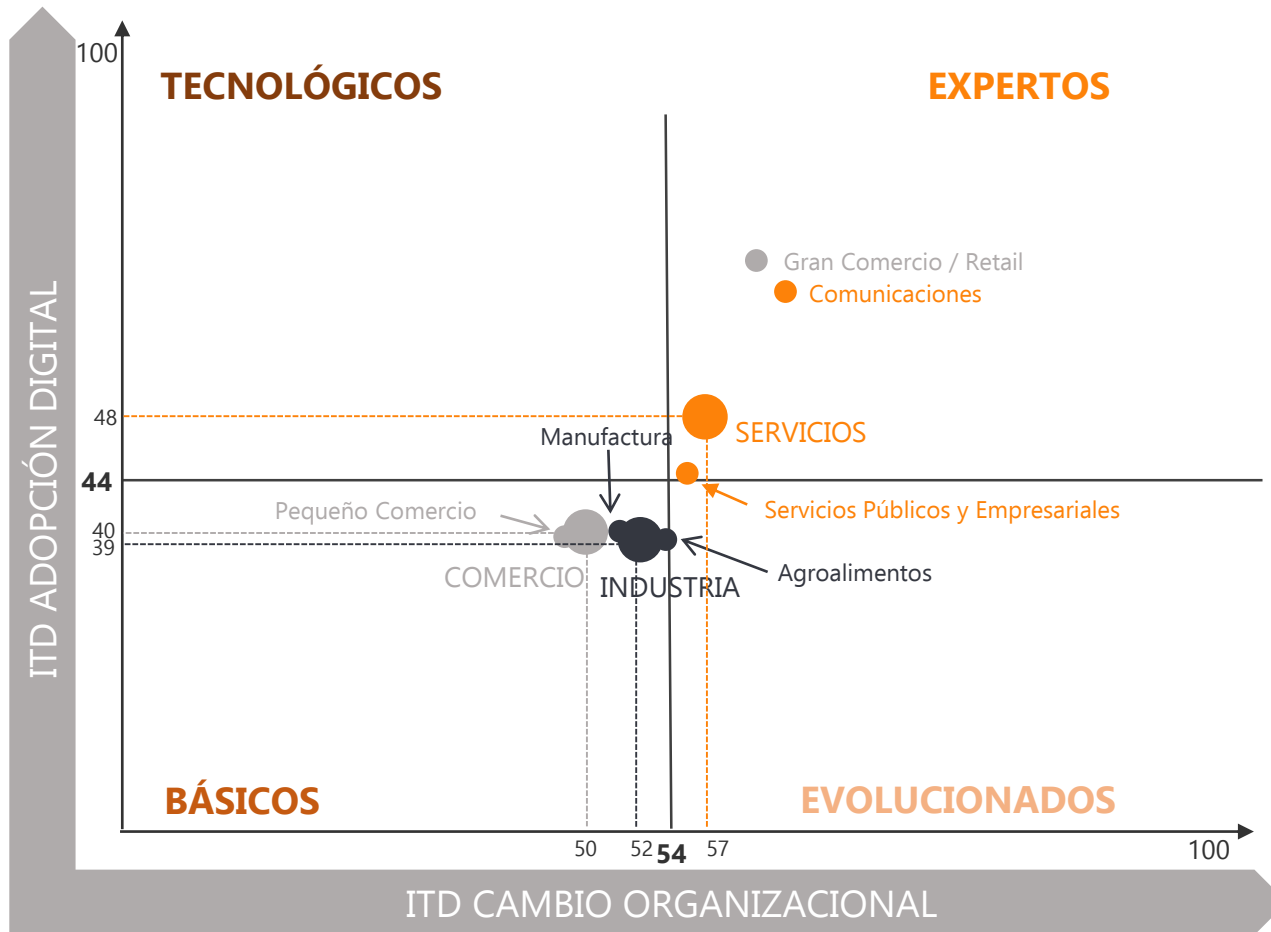 100
TECNOLÓGICOS
EXPERTOS
Gran Comercio / Retail
Comunicaciones
ITD ADOPCIÓN DIGITAL
48
Manufactura
SERVICIOS
44
Pequeño Comercio
Servicios Públicos y Empresariales
40
39
COMERCIO
INDUSTRIA
Agroalimentos
BÁSICOS
EVOLUCIONADOS
50
52
54
57
100
ITD CAMBIO ORGANIZACIONAL